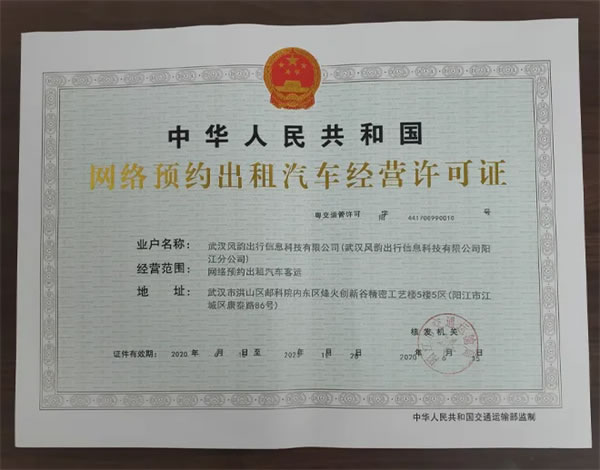 中华人民共和国
网络预约出租汽车经营许可证
粤交运管许可 字 441700990010 号
业户名称: 武汉风韵出行信息科技有限公司(武汉风韵出行信息科技有限公司阳
江分公司)
经营范围: 网络预约出租汽车客运
地 址: 武汉市洪山区邮科院内东区烽火创新谷精密工艺楼5楼5区(阳江市江
城区康泰路86号)
核发机关
证件有效期: 2020 年 月 日 至 年 月 日 2020 年 月 15 日
中华人民共和国交通运输部监制